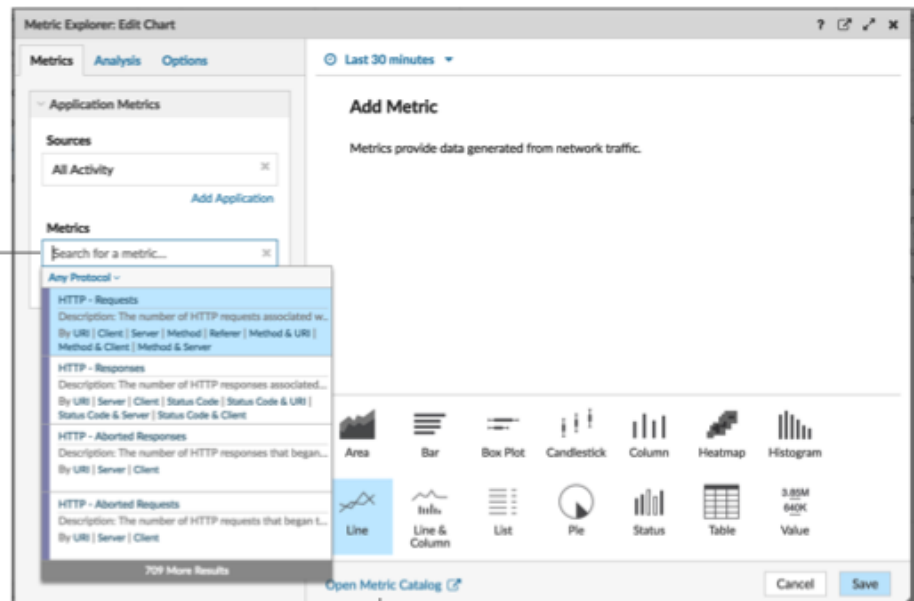 Metric Explorer: Edit Chart
?
Metrics Analysis Options
Last 30 minutes
Application Metrics
Sources
All Activity
Add Application
Metrics
Search for a metric...
Any Protocol
HTTP - Requests
Description: The number of HTTP requests associated w...
By URI | Client | Server | Method | Referer | Method & URI |
Method & Client | Method & Server
HTTP - Responses
Description: The number of HTTP responses associated...
By URI | Server | Client | Status Code | Status Code & URI |
Status Code & Server | Status Code & Client
HTTP - Aborted Responses
Description: The number of HTTP responses that began...
By URI | Server | Client
HTTP - Aborted Requests
Description: The number of HTTP requests that began t...
By URI | Server | Client
709 More Results
Add Metric
Metrics provide data generated from network traffic.
Area Bar Box Plot Candlestick Column Heatmap Histogram
3.85M
640K
Line Line & Column List Pie Status Table Value
Open Metric Catalog
Cancel Save